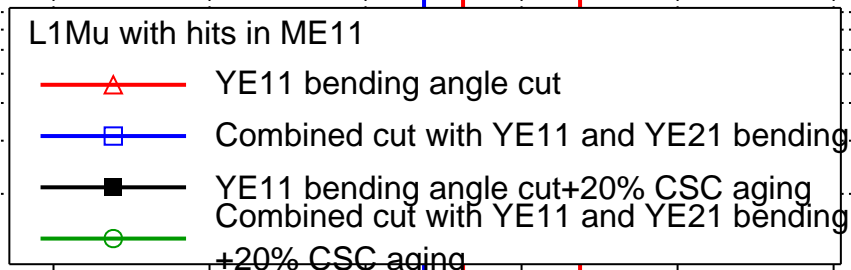 L1Mu with hits in ME11
YE11 bending angle cut
Combined cut with YE11 and YE21 bending
YE11 bending angle cut+20% CSC aging
Combined cut with YE11 and YE21 bending
+20% CSC aging